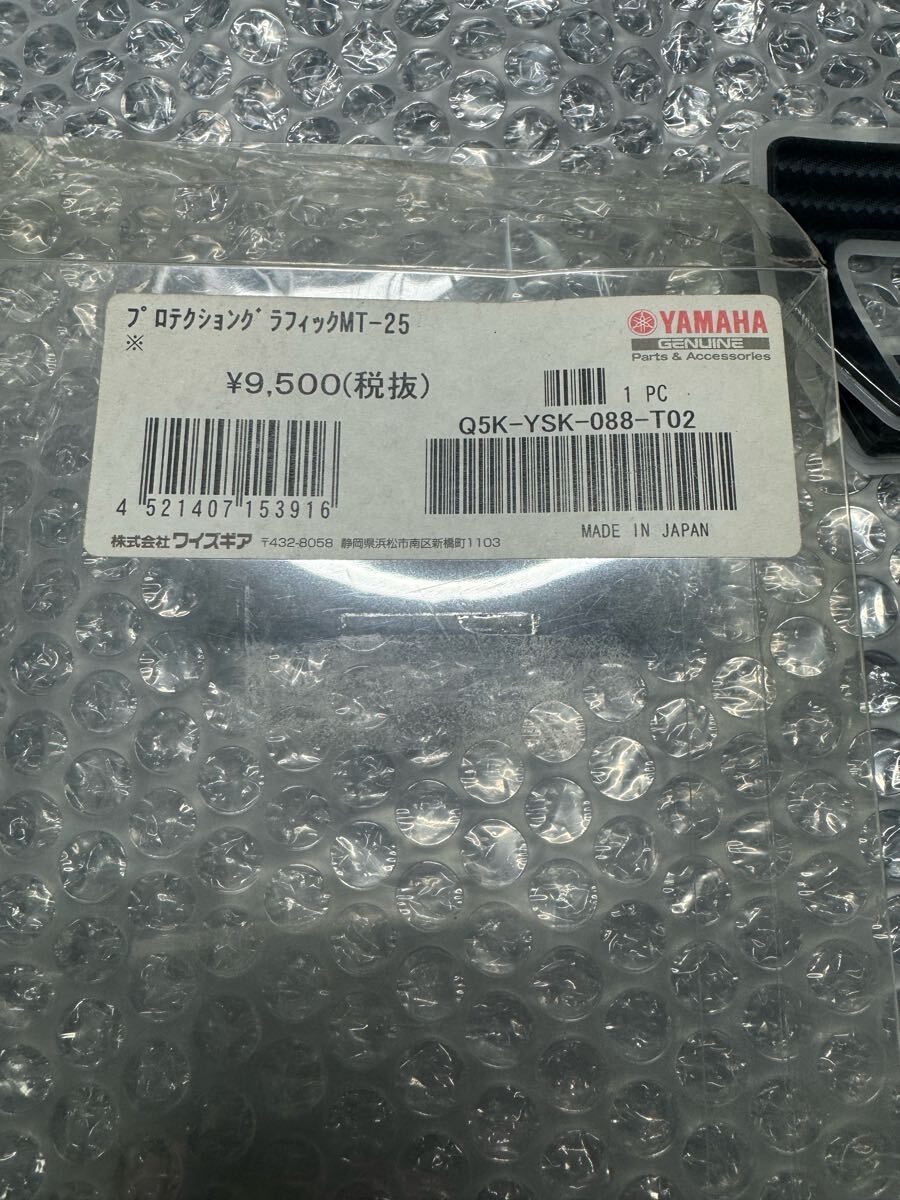 プロテクショングラフィックMT-25
※
YAMAHA
GENUINE
Parts & Accessories
¥9,500(税抜)
1 PC
Q5K-YSK-088-T02
4 521407 153916
MADE IN JAPAN
株式会社ワイズギア 〒432-8058 静岡県浜松市南区新橋町1103